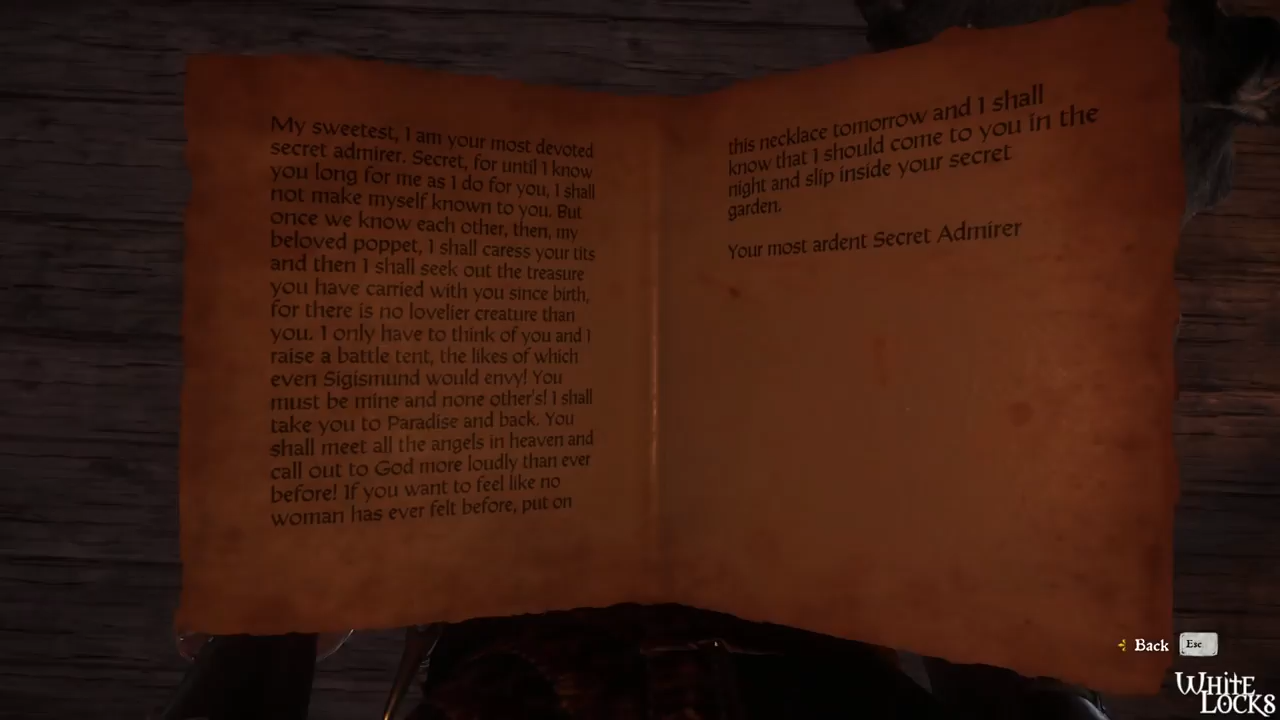 My sweetest, I am your most devoted
secret admirer. Secret, for until I know
you long for me as I do for you, I shall
not make myself known to you. But
once we know each other, then, my
beloved poppet, I shall caress your tits
and then I shall seek out the treasure
you have carried with you since birth,
for there is no lovelier creature than
you. I only have to think of you and I
raise a battle tent, the likes of which
even Sigismund would envy! You
must be mine and none other's! I shall
take you to Paradise and back. You
shall meet all the angels in heaven and
call out to God more loudly than ever
before! If you want to feel like no
woman has ever felt before, put on
this necklace tomorrow and I shall
know that I should come to you in the
night and slip inside your secret
garden.
Your most ardent Secret Admirer
Back Esc
WHITE
LOCKS